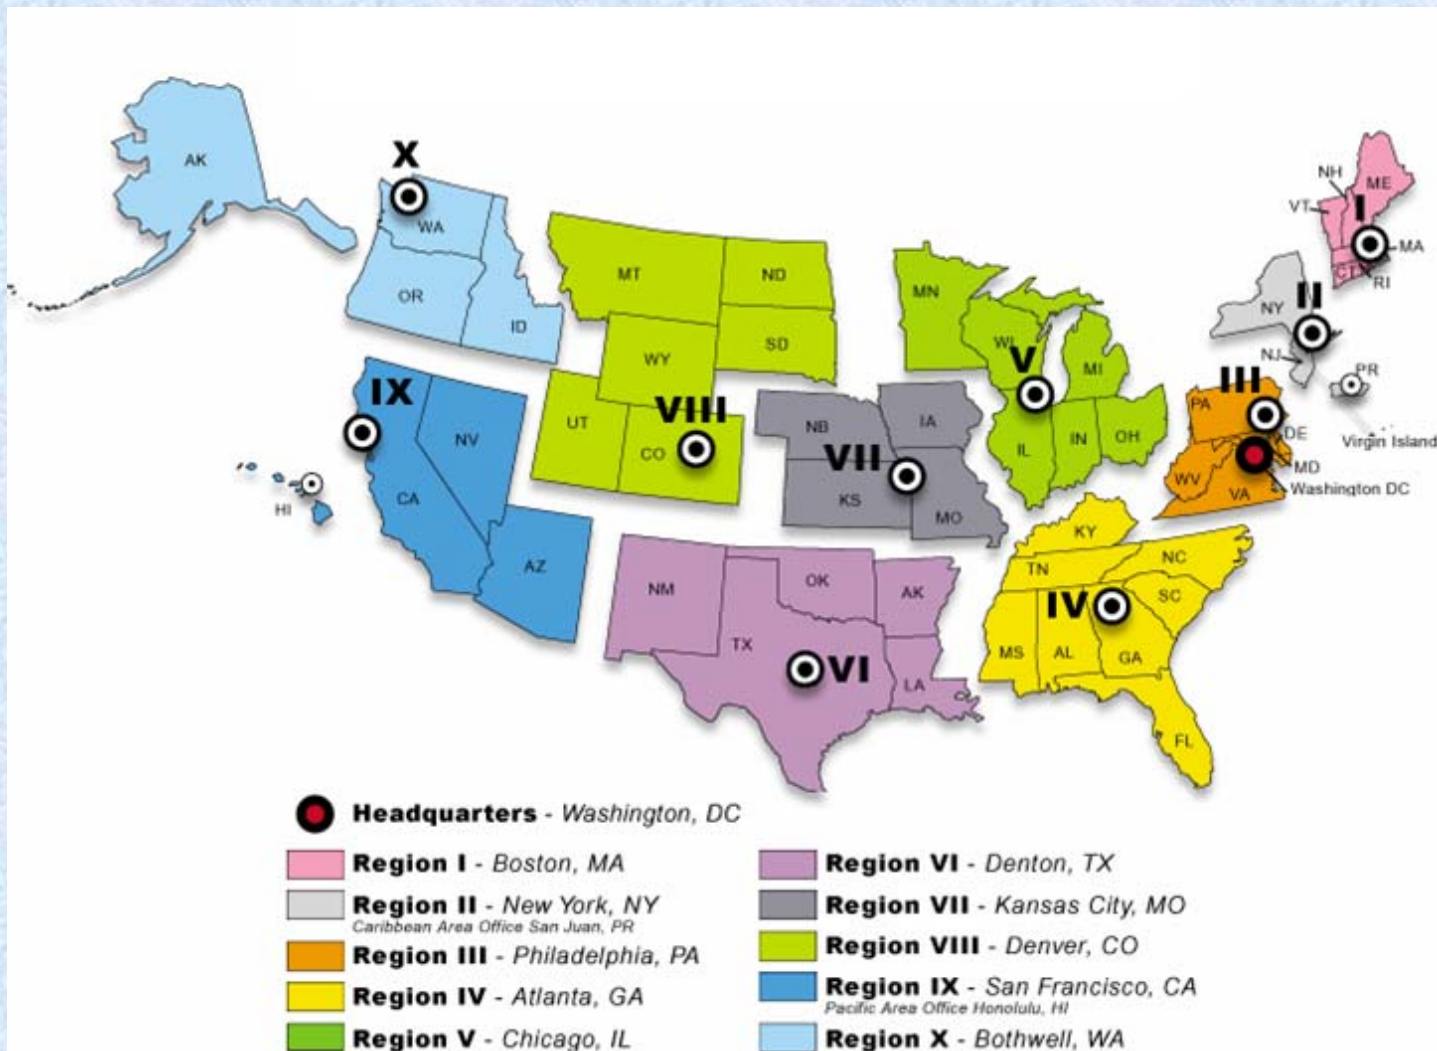 AK
X
WA
OR
ID
MT
ND
SD
WY
UT
CO
VIII
IX
NV
CA
AZ
HI
MN
WI
MI
V
IL
IN
OH
NB
IA
VII
KS
MO
NM
OK
AK
TX
VI
LA
KY
TN
NC
SC
IV
MS
AL
GA
FL
NH
ME
VT
I
MA
CT
RI
II
NY
NJ
PR
Virgin Island
III
PA
DE
MD
WV
VA
Washington DC
Headquarters - Washington, DC
Region I - Boston, MA
Region II - New York, NY
Caribbean Area Office San Juan, PR
Region III - Philadelphia, PA
Region IV - Atlanta, GA
Region V - Chicago, IL
Region VI - Denton, TX
Region VII - Kansas City, MO
Region VIII - Denver, CO
Region IX - San Francisco, CA
Pacific Area Office Honolulu, HI
Region X - Bothwell, WA